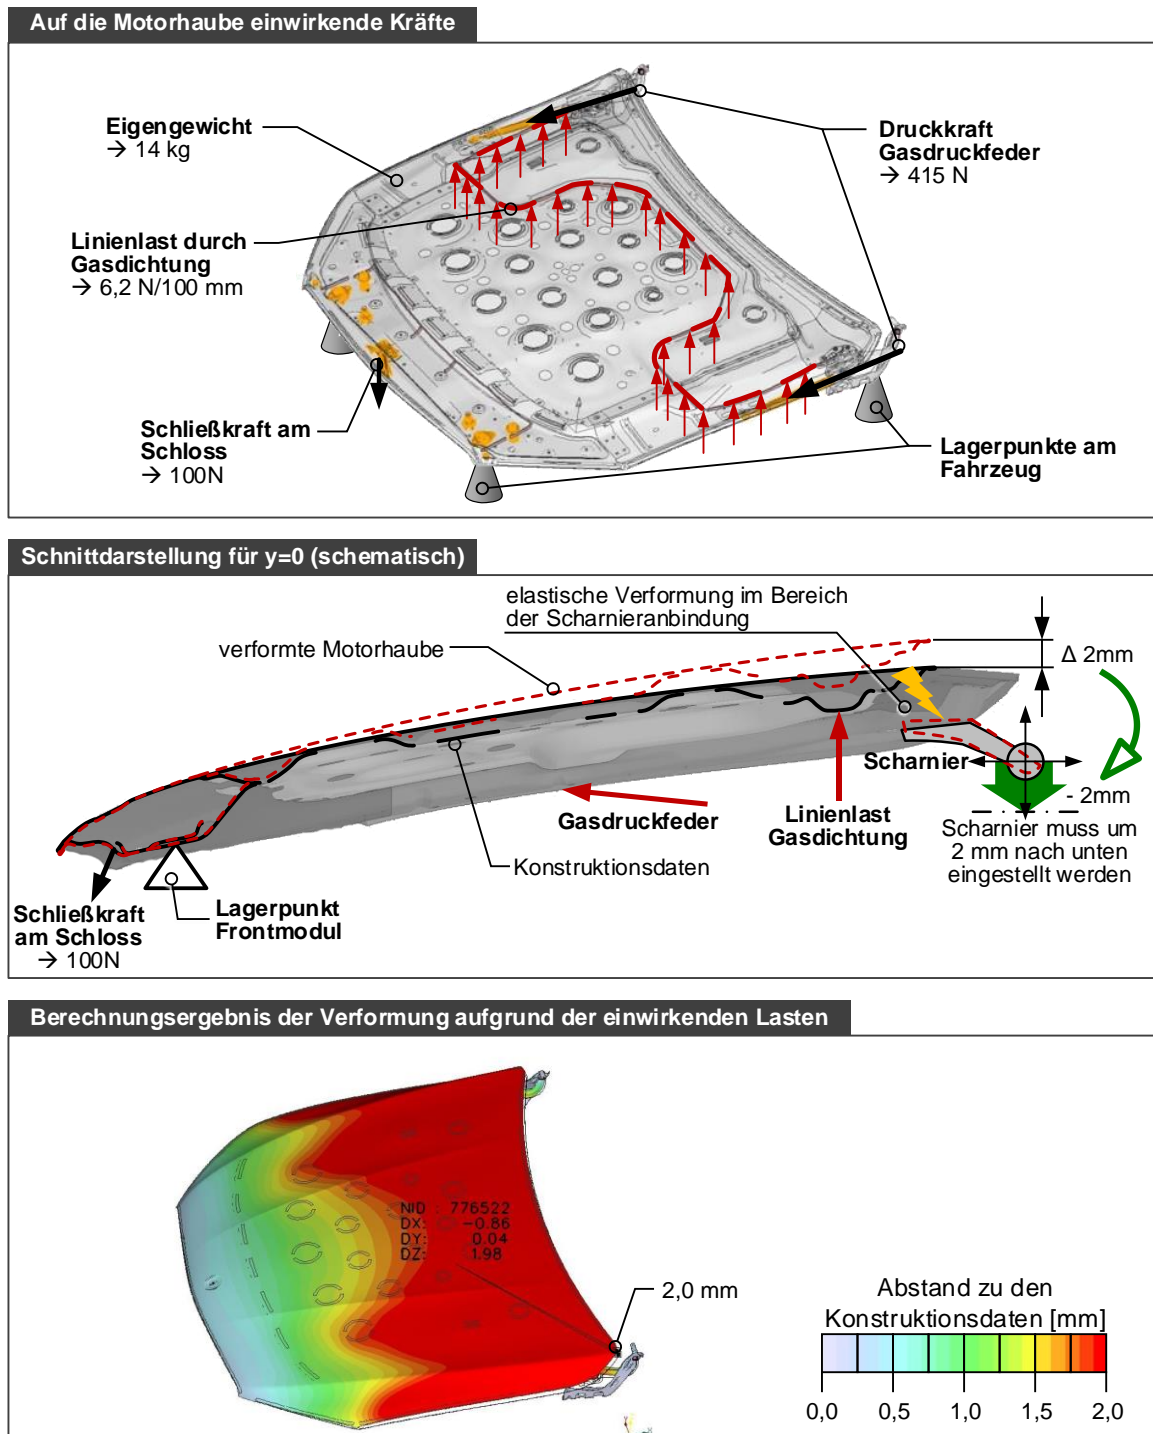 Auf die Motorhaube einwirkende Kräfte
Eigengewicht
→ 14 kg
Linienlast durch
Gasdichtung
→ 6,2 N/100 mm
Schließkraft am
Schloss
→ 100N
Druckkraft
Gasdruckfeder
→ 415 N
Lagerpunkte am
Fahrzeug
Schnittdarstellung für y=0 (schematisch)
elastische Verformung im Bereich
der Scharnieranbindung
verformte Motorhaube
Δ 2mm
Scharnier
- 2mm
Gasdruckfeder
Linienlast
Gasdichtung
Scharnier muss um
2 mm nach unten
eingestellt werden
Konstruktionsdaten
Schließkraft
am Schloss
→ 100N
Lagerpunkt
Frontmodul
Berechnungsergebnis der Verformung aufgrund der einwirkenden Lasten
NID : 776522
DX: -0.86
DY: 0.04
DZ: 1.98
2,0 mm
Abstand zu den
Konstruktionsdaten [mm]
0,0 0,5 1,0 1,5 2,0